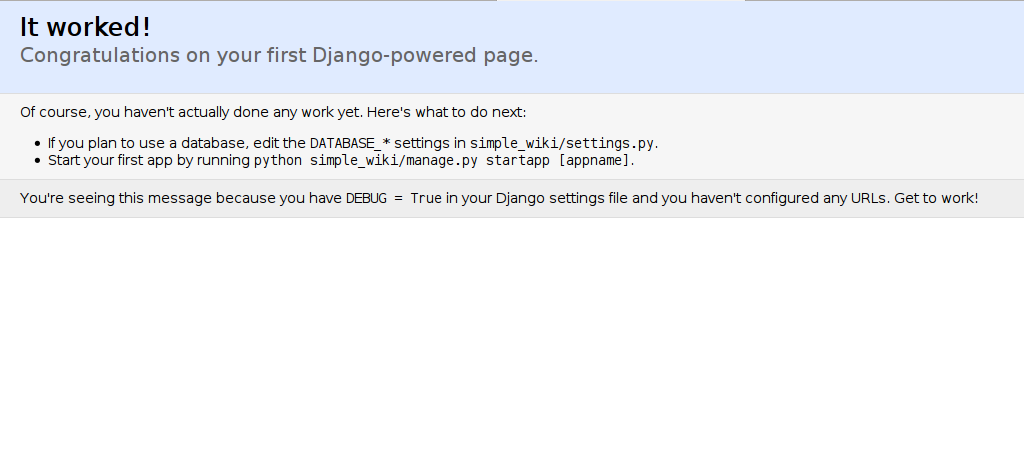 It worked!
Congratulations on your first Django-powered page.
Of course, you haven't actually done any work yet. Here's what to do next:
• If you plan to use a database, edit the DATABASE_* settings in simple_wiki/settings.py.
• Start your first app by running python simple_wiki/manage.py startapp [appname].
You're seeing this message because you have DEBUG = True in your Django settings file and you haven't configured any URLs. Get to work!